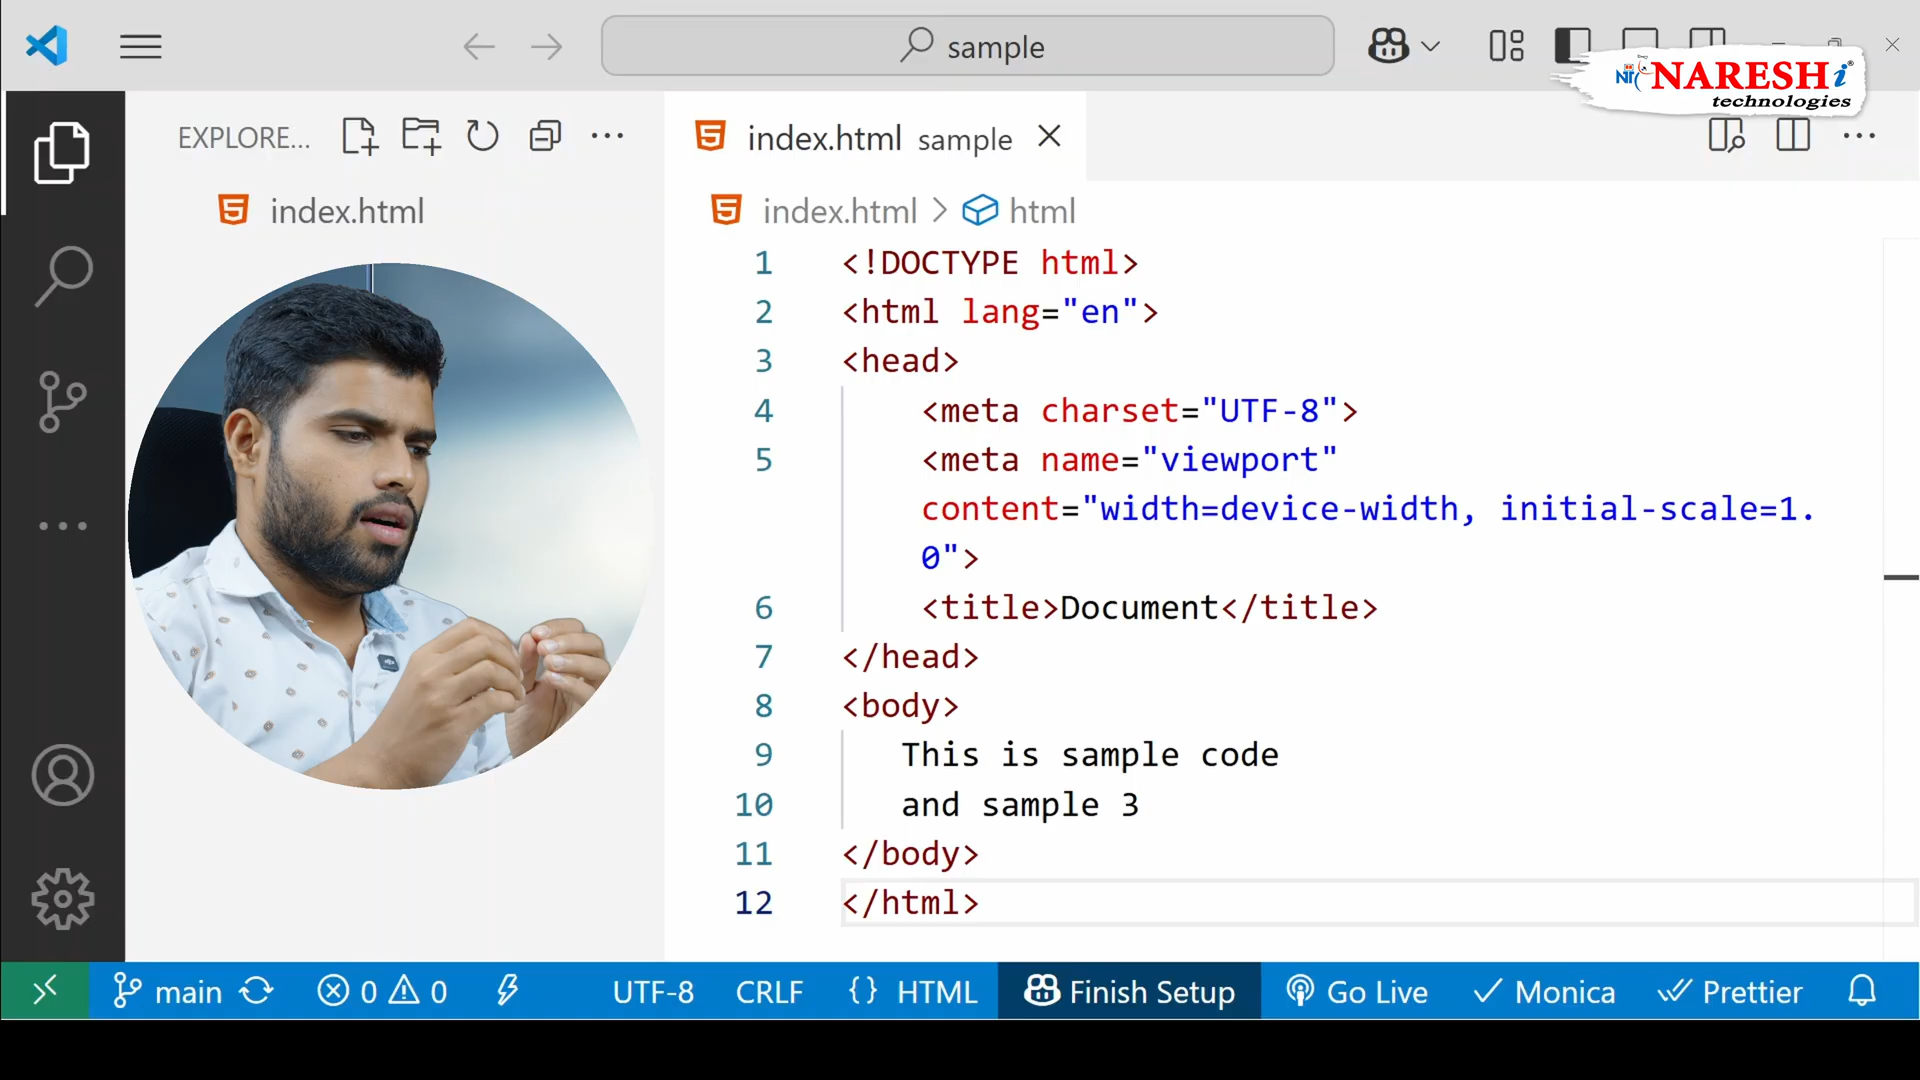 sample
NARESH i
technologies
EXPLORE...
index.html sample
index.html
index.html > html
1 <!DOCTYPE html>
2 <html lang="en">
3 <head>
4 <meta charset="UTF-8">
5 <meta name="viewport"
content="width=device-width, initial-scale=1.
0">
6 <title>Document</title>
7 </head>
8 <body>
9 This is sample code
10 and sample 3
11 </body>
12 </html>
main 0 0 UTF-8 CRLF {} HTML Finish Setup Go Live Monica Prettier